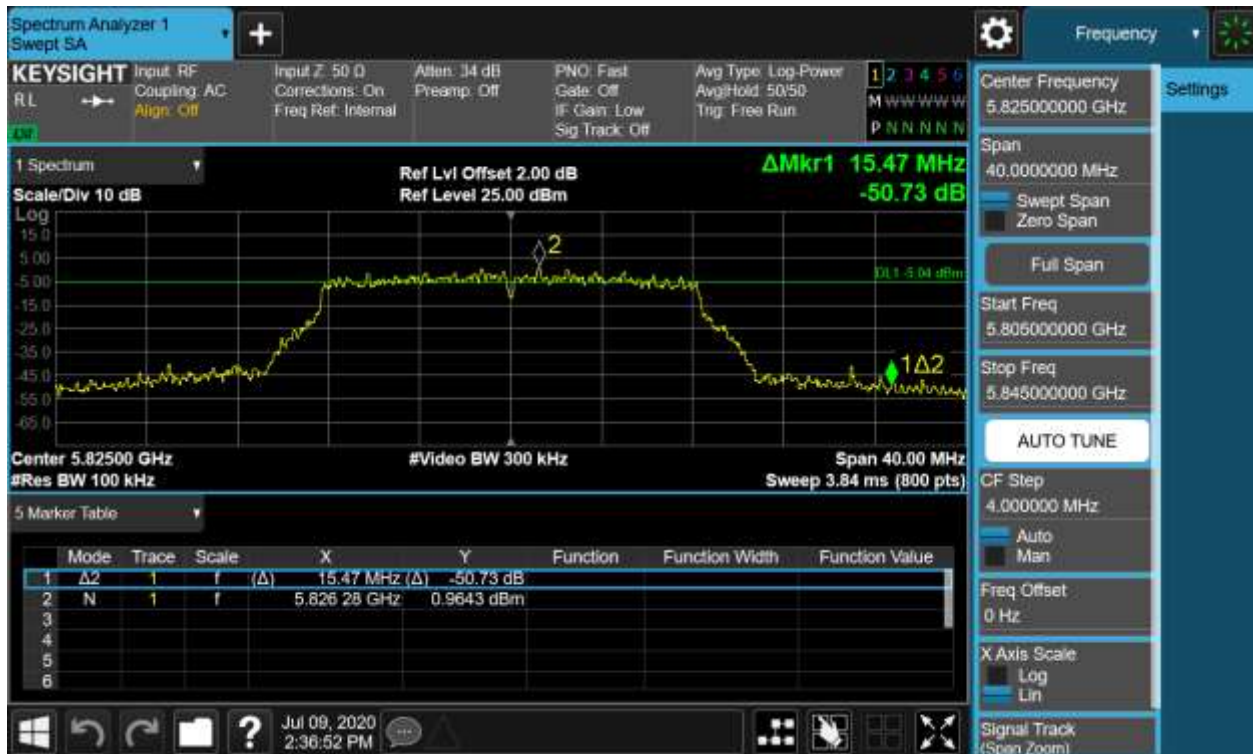 Spectrum Analyzer 1
Swept SA
+
Frequency
KEYSIGHT
RL
Input: RF
Coupling: AC
Align: Off
Input Z: 50 Ω
Corrections: On
Freq Ref: Internal
Atten: 34 dB
Preamp: Off
PNO: Fast
Gate: Off
IF Gain: Low
Sig Track: Off
Avg Type: Log-Power
Avg|Hold: 50/50
Trig: Free Run
1 2 3 4 5 6
M W W W W W
P N N N N N
1 Spectrum
Scale/Div 10 dB
Ref Lvl Offset 2.00 dB
Ref Level 25.00 dBm
ΔMkr1 15.47 MHz
-50.73 dB
Log
15.0
5.00
-5.00
-15.0
-25.0
-35.0
-45.0
-55.0
-65.0
2
DL1 -5.04 dBm
1Δ2
Center 5.82500 GHz
#Video BW 300 kHz
Span 40.00 MHz
#Res BW 100 kHz
Sweep 3.84 ms (800 pts)
5 Marker Table
Mode Trace Scale X Y Function Function Width Function Value
1 Δ2 1 f (Δ) 15.47 MHz (Δ) -50.73 dB
2 N 1 f 5.826 28 GHz 0.9643 dBm
3
4
5
6
Center Frequency
5.825000000 GHz
Settings
Span
40.0000000 MHz
Swept Span
Zero Span
Full Span
Start Freq
5.805000000 GHz
Stop Freq
5.845000000 GHz
AUTO TUNE
CF Step
4.000000 MHz
Auto
Man
Freq Offset
0 Hz
X Axis Scale
Log
Lin
Signal Track
(Span Zoom)
?
Jul 09, 2020
2:36:52 PM